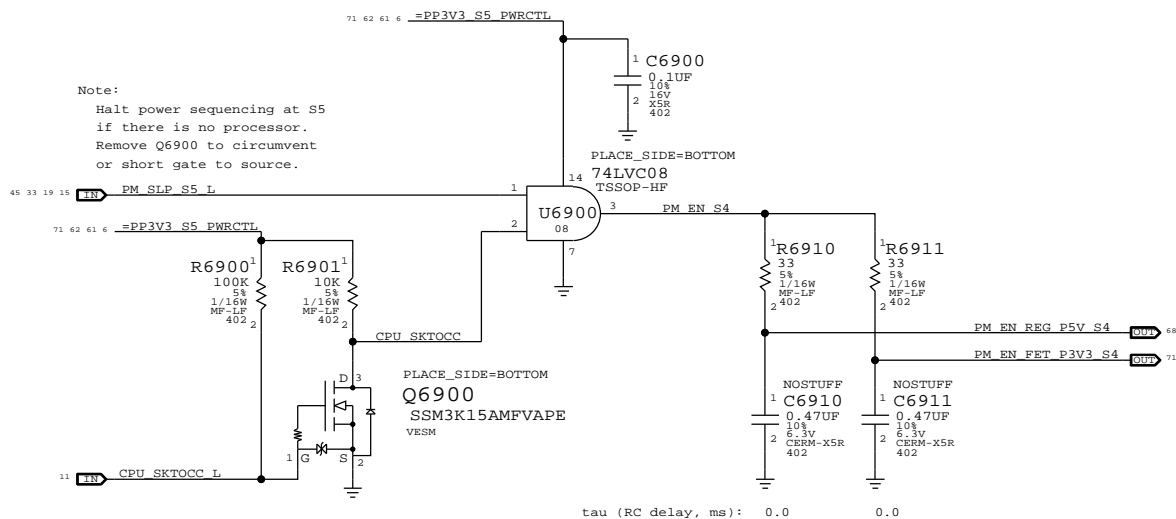 71 62 61 6 =PP3V3_S5_PWRCTL
1 C6900
0.1UF
10%
16V
X5R
2 402
Note:
Halt power sequencing at S5
if there is no processor.
Remove Q6900 to circumvent
or short gate to source.
PLACE_SIDE=BOTTOM
14 74LVC08
TSSOP-HF
45 33 19 15 IN PM_SLP_S5_L 1
U6900 3 PM_EN_S4
08
2
7
71 62 61 6 =PP3V3_S5_PWRCTL
R6900 1
100K
5%
1/16W
MF-LF
402
2
R6901 1
10K
5%
1/16W
MF-LF
402
2
CPU_SKTOCC
1 R6910
33
5%
1/16W
MF-LF
2 402
1 R6911
33
5%
1/16W
MF-LF
2 402
PM_EN_REG_P5V_S4 OUT 68
PM_EN_FET_P3V3_S4 OUT 71
D 3
PLACE_SIDE=BOTTOM
Q6900
SSM3K15AMFVAPE
VESM
1 G S 2
NOSTUFF
1 C6910
0.47UF
10%
6.3V
2 CERM-X5R
402
NOSTUFF
1 C6911
0.47UF
10%
6.3V
2 CERM-X5R
402
11 IN CPU_SKTOCC_L
tau (RC delay, ms): 0.0 0.0